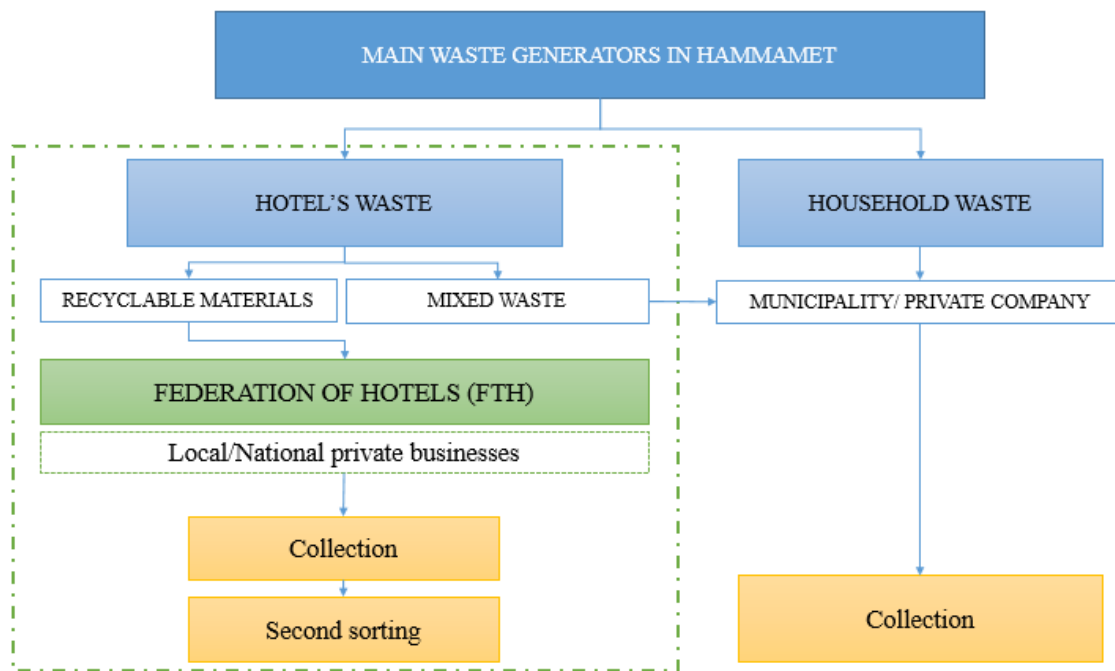 MAIN WASTE GENERATORS IN HAMMAMET
HOTEL’S WASTE
HOUSEHOLD WASTE
RECYCLABLE MATERIALS
MIXED WASTE
MUNICIPALITY/ PRIVATE COMPANY
FEDERATION OF HOTELS (FTH)
Local/National private businesses
Collection
Second sorting
Collection